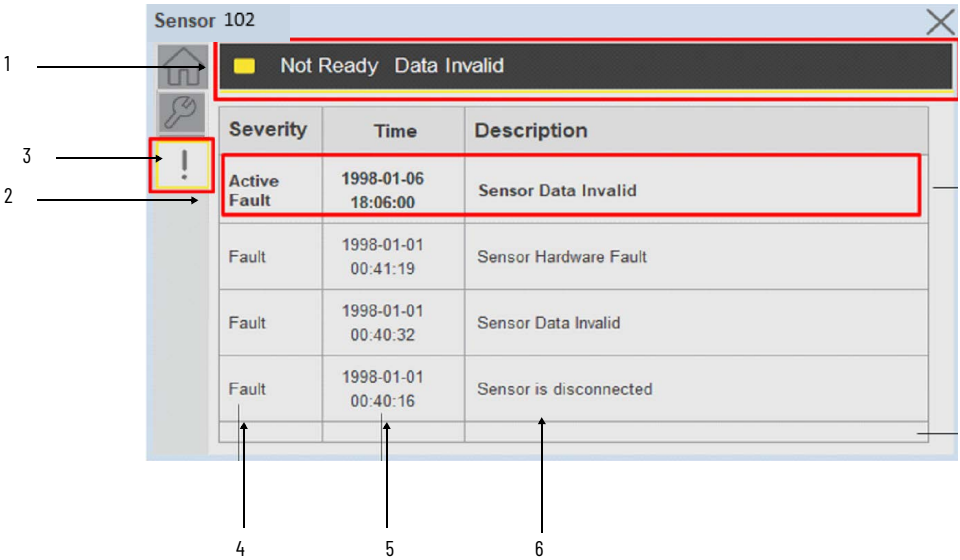 Sensor 102
1
Not Ready Data Invalid
Severity Time Description
3
!
2
Active Fault
1998-01-06
18:06:00
Sensor Data Invalid
Fault
1998-01-01
00:41:19
Sensor Hardware Fault
Fault
1998-01-01
00:40:32
Sensor Data Invalid
Fault
1998-01-01
00:40:16
Sensor is disconnected
4 5 6